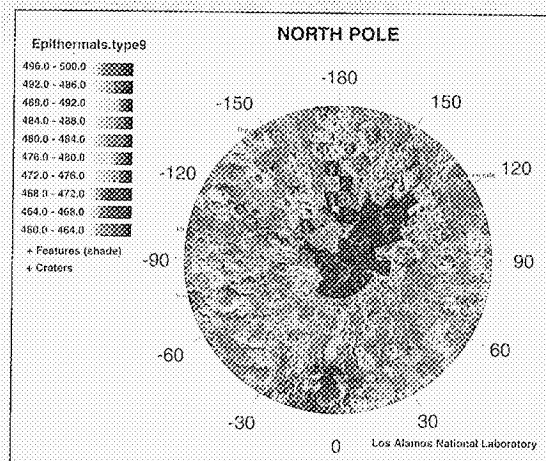 NORTH POLE
Epithermals.type9
496.0 - 500.0
492.0 - 496.0
488.0 - 492.0
484.0 - 488.0
480.0 - 484.0
476.0 - 480.0
472.0 - 476.0
468.0 - 472.0
464.0 - 468.0
460.0 - 464.0
+ Features (shade)
+ Craters
-180
150
120
90
60
30
0
-30
-60
-90
-120
-150
Los Alamos National Laboratory